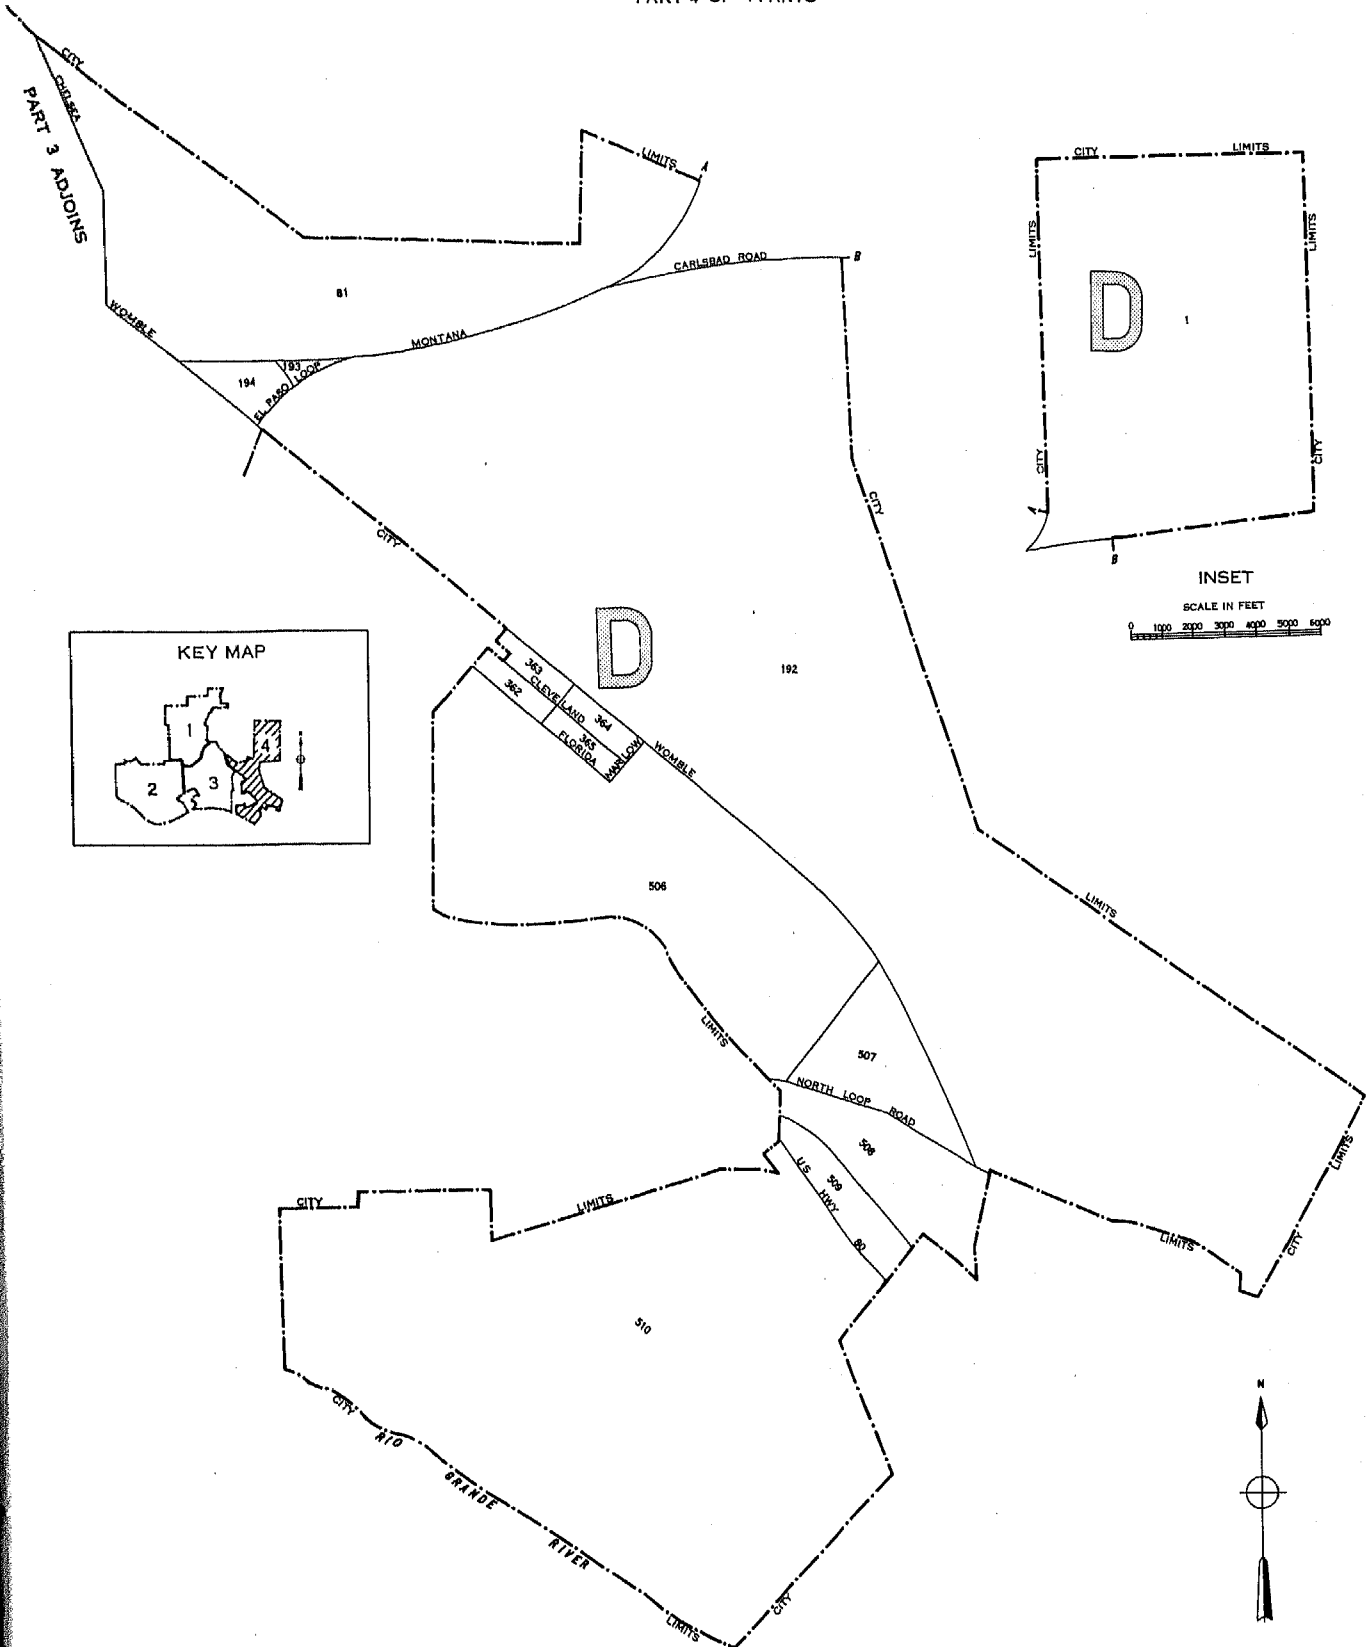 PART 4 OF 4 PARTS
CITY
CHELSEA
PART 3 ADJOINS
LIMITS
A
CARLSBAD ROAD
B
81
WOMBLE
MONTANA
193
194
EL PASO LOOP
CITY
CITY
LIMITS
LIMITS
LIMITS
D
1
CITY
CITY
A
B
INSET
SCALE IN FEET
0 1000 2000 3000 4000 5000 6000
CITY
CITY
D
192
KEY MAP
1
2
3
4
N
363
CLEVELAND
362
364
365
FLORIDA
MARLOW
WOMBLE
506
LIMITS
LIMITS
507
NORTH LOOP ROAD
508
509
US HWY 80
LIMITS
LIMITS
CITY
CITY
LIMITS
510
CITY
RIO GRANDE RIVER
LIMITS
CITY
N